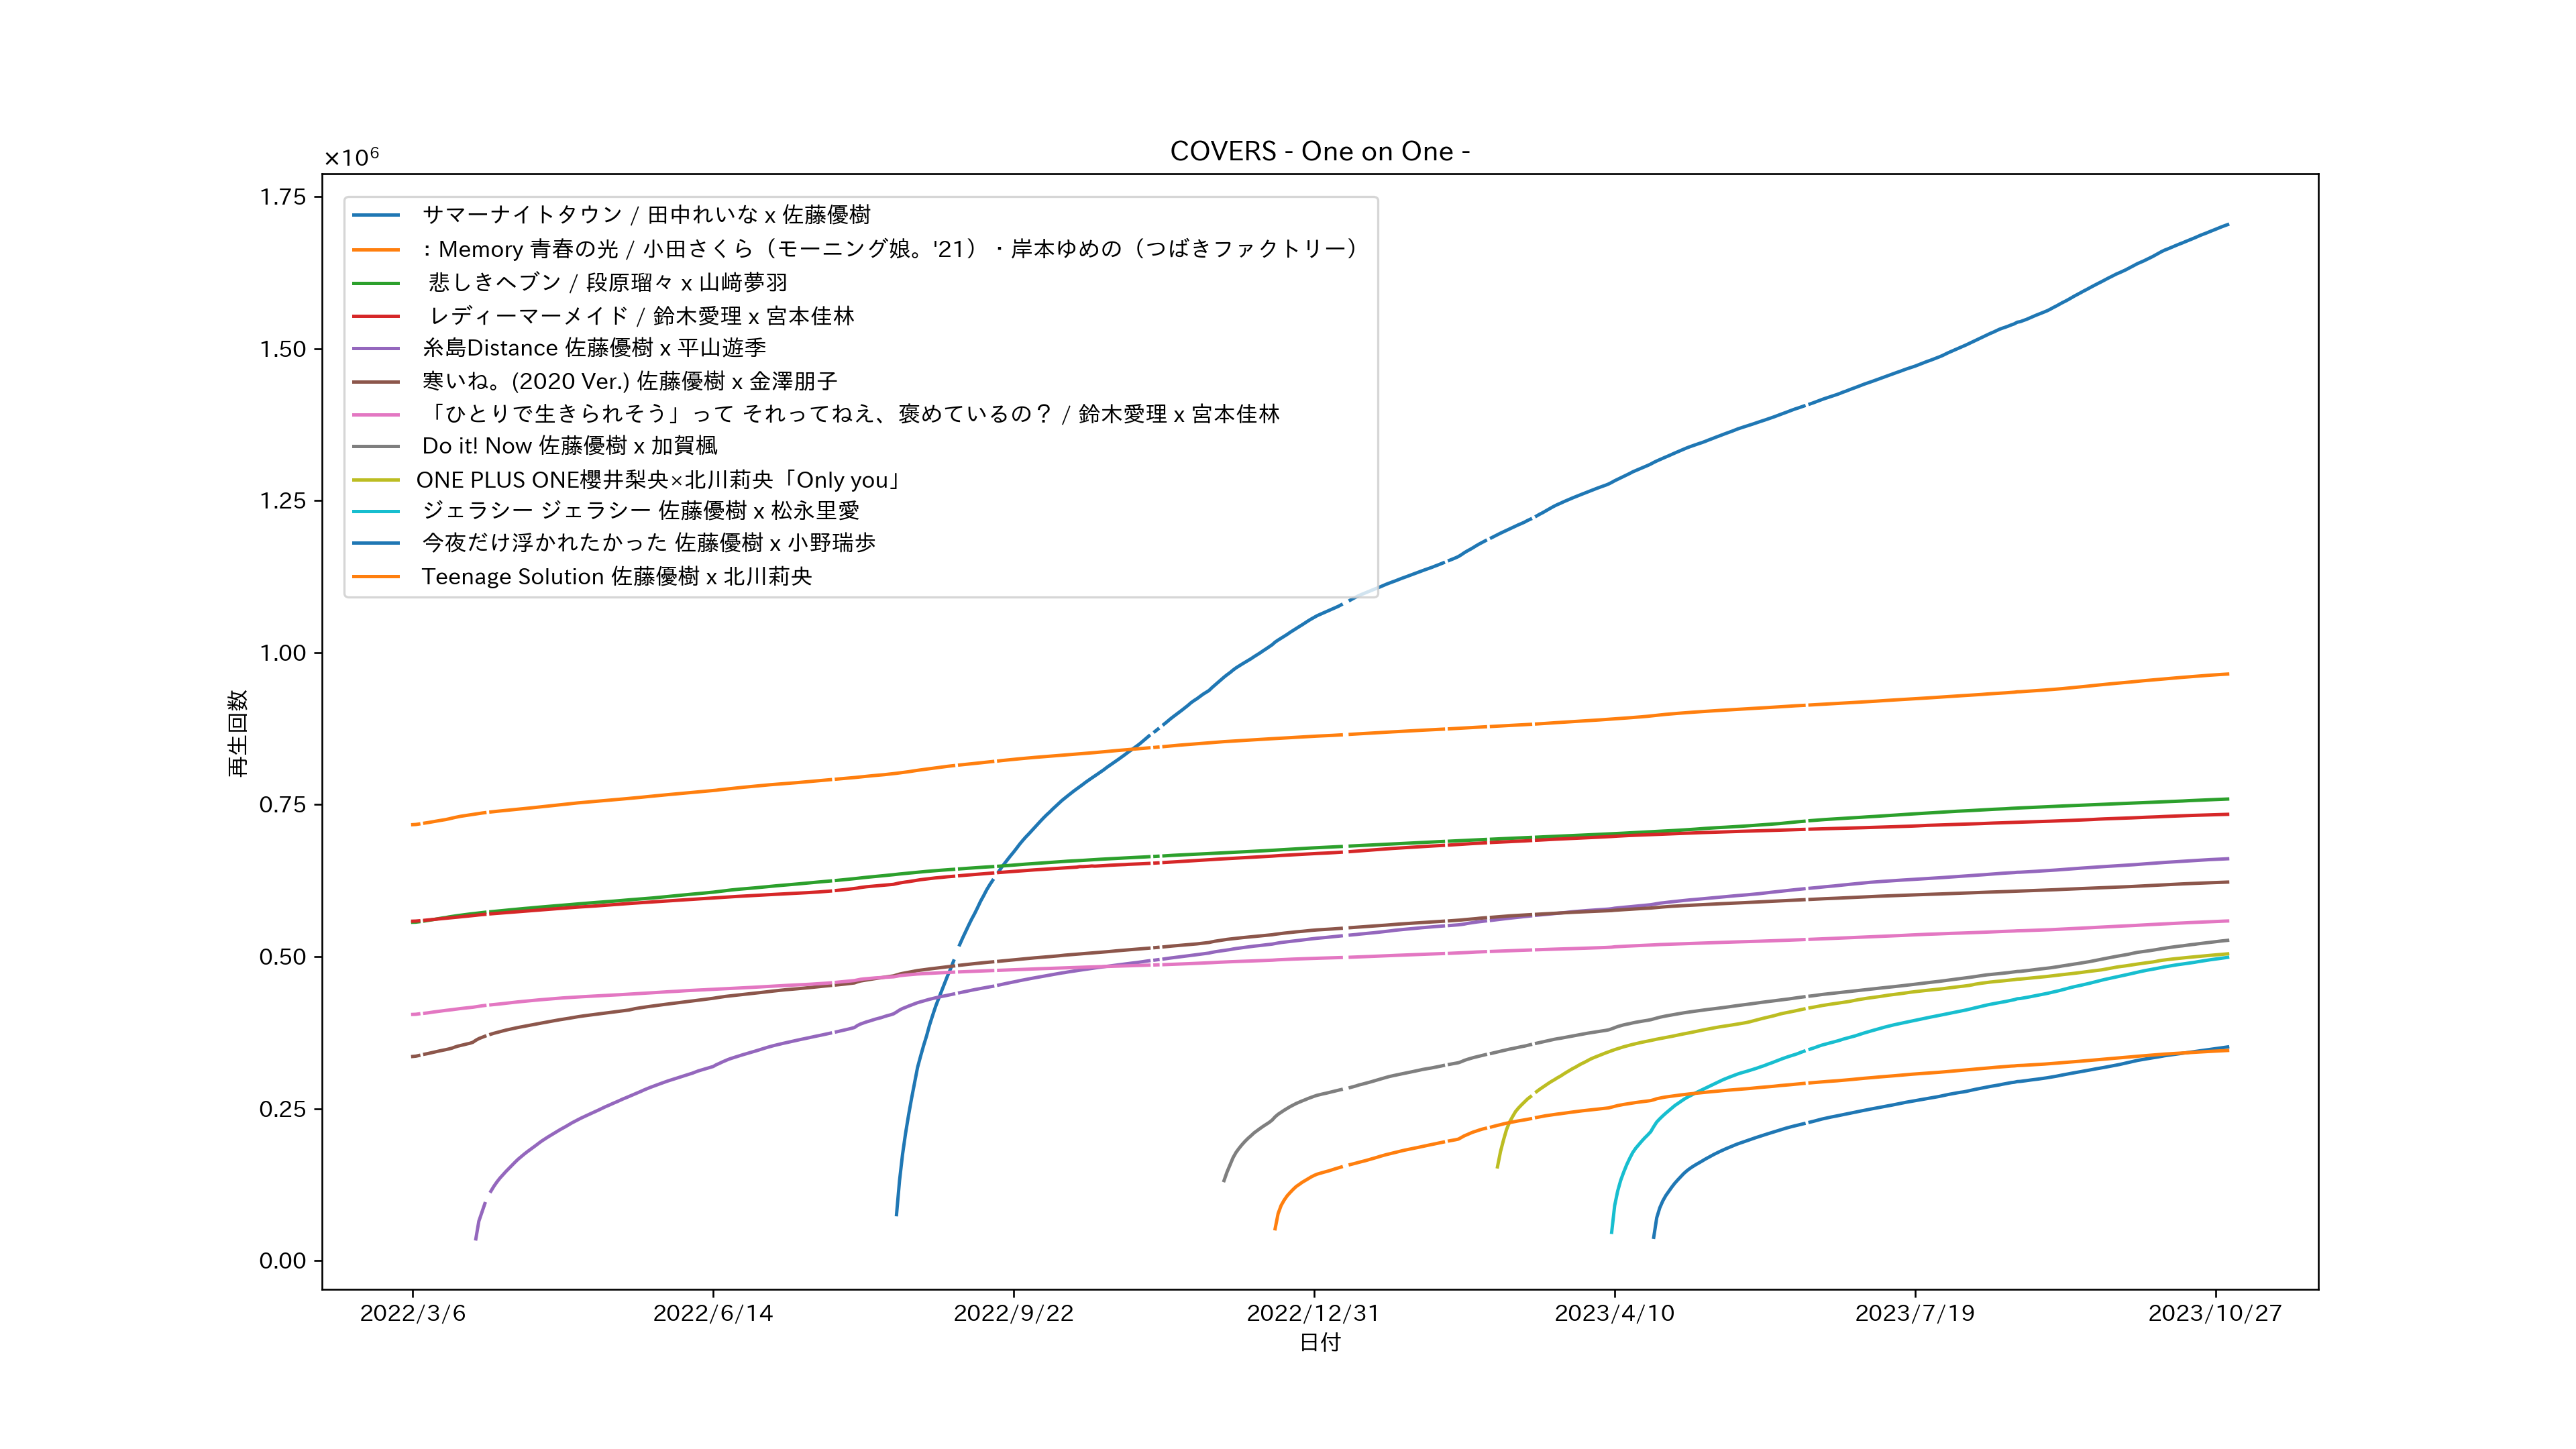 COVERS - One on One -
×10⁶
1.75
1.50
1.25
1.00
0.75
0.50
0.25
0.00
再生回数
サマーナイトタウン / 田中れいな x 佐藤優樹
: Memory 青春の光 / 小田さくら（モーニング娘。'21）・岸本ゆめの（つばきファクトリー）
悲しきヘブン / 段原瑠々 x 山﨑夢羽
レディーマーメイド / 鈴木愛理 x 宮本佳林
糸島Distance 佐藤優樹 x 平山遊季
寒いね。(2020 Ver.) 佐藤優樹 x 金澤朋子
「ひとりで生きられそう」って それってねえ、褒めているの？ / 鈴木愛理 x 宮本佳林
Do it! Now 佐藤優樹 x 加賀楓
ONE PLUS ONE櫻井梨央×北川莉央「Only you」
ジェラシー ジェラシー 佐藤優樹 x 松永里愛
今夜だけ浮かれたかった 佐藤優樹 x 小野瑞歩
Teenage Solution 佐藤優樹 x 北川莉央
2022/3/6 2022/6/14 2022/9/22 2022/12/31 2023/4/10 2023/7/19 2023/10/27
日付